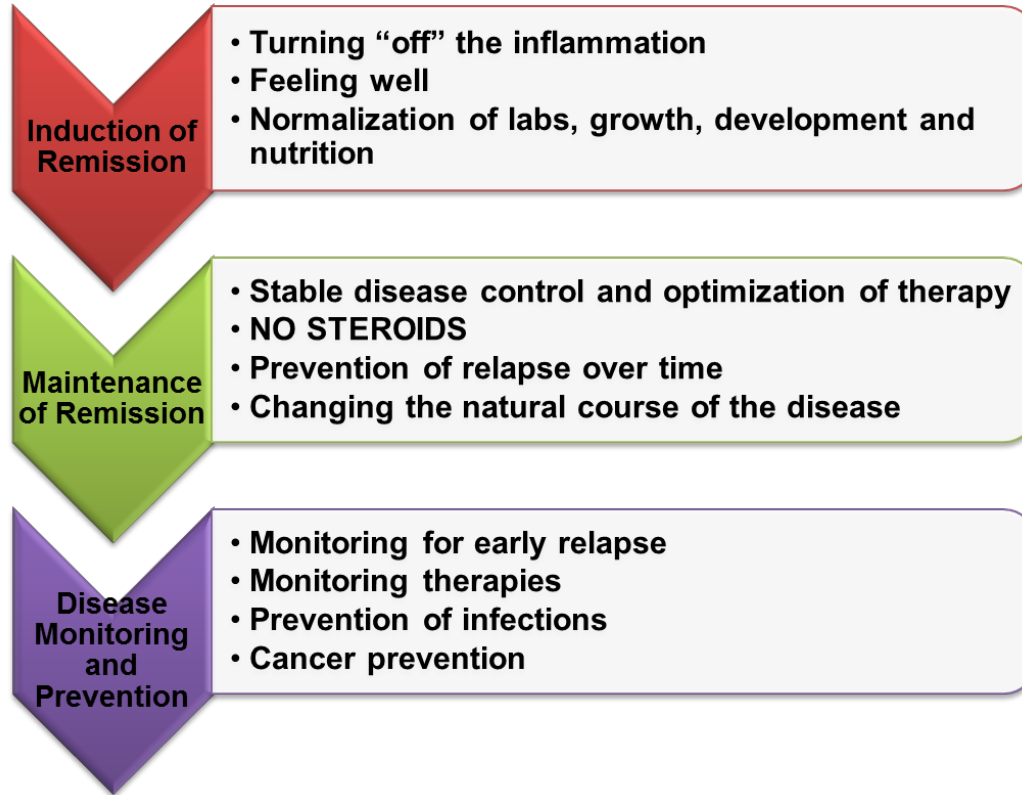 Induction of
Remission
• Turning “off” the inflammation
• Feeling well
• Normalization of labs, growth, development and
nutrition
Maintenance
of Remission
• Stable disease control and optimization of therapy
• NO STEROIDS
• Prevention of relapse over time
• Changing the natural course of the disease
Disease
Monitoring
and
Prevention
• Monitoring for early relapse
• Monitoring therapies
• Prevention of infections
• Cancer prevention